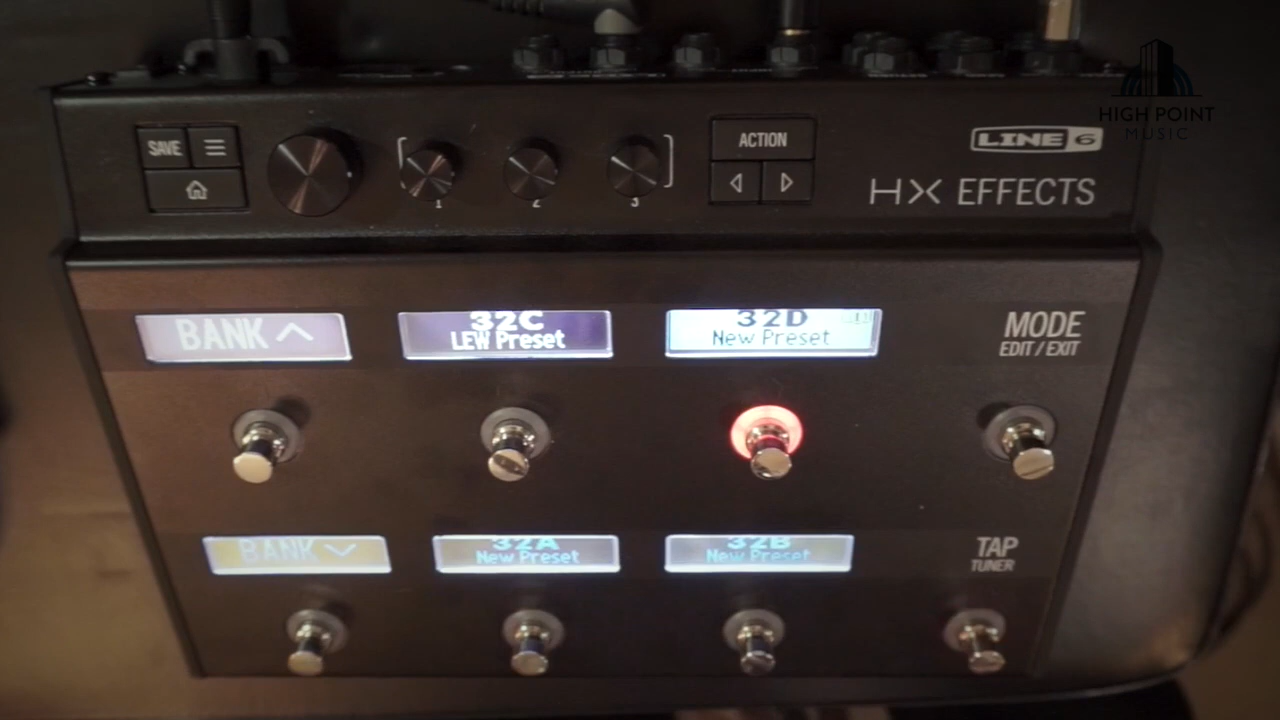 HIGH POINT
MUSIC
SAVE
ACTION
LINE 6
1 2 3
HX EFFECTS
BANK
32C
LEW Preset
32D
New Preset
MODE
EDIT / EXIT
BANK
32A
New Preset
32B
New Preset
TAP
TUNER